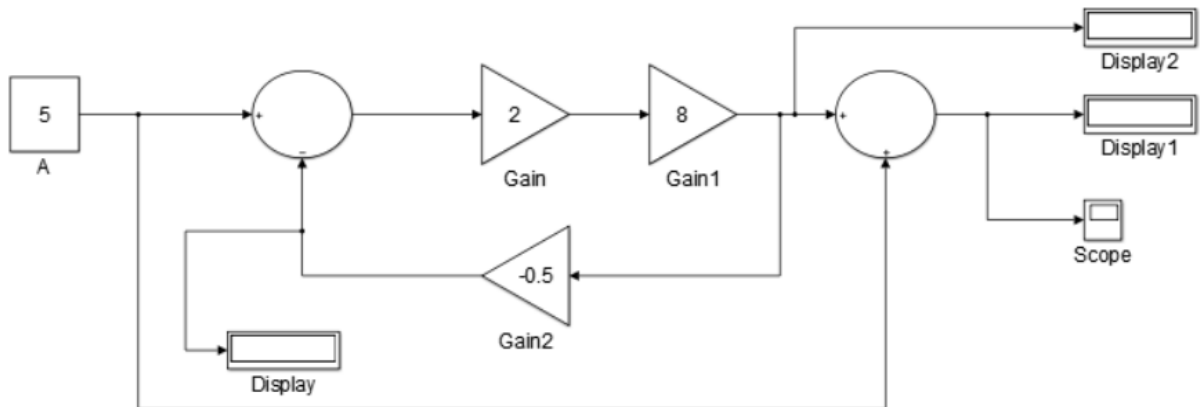 Display2
5
+
2
8
+
A
-
+
Display1
Gain
Gain1
-0.5
Scope
Gain2
Display